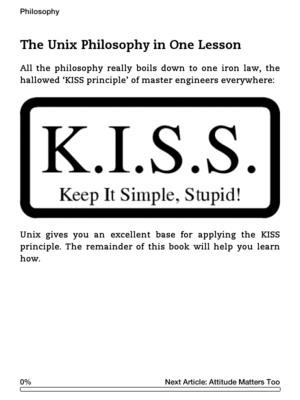 Philosophy
The Unix Philosophy in One Lesson
All the philosophy really boils down to one iron law, the
hallowed ‘KISS principle’ of master engineers everywhere:
K.I.S.S.
Keep It Simple, Stupid!
Unix gives you an excellent base for applying the KISS
principle. The remainder of this book will help you learn
how.
0% Next Article: Attitude Matters Too